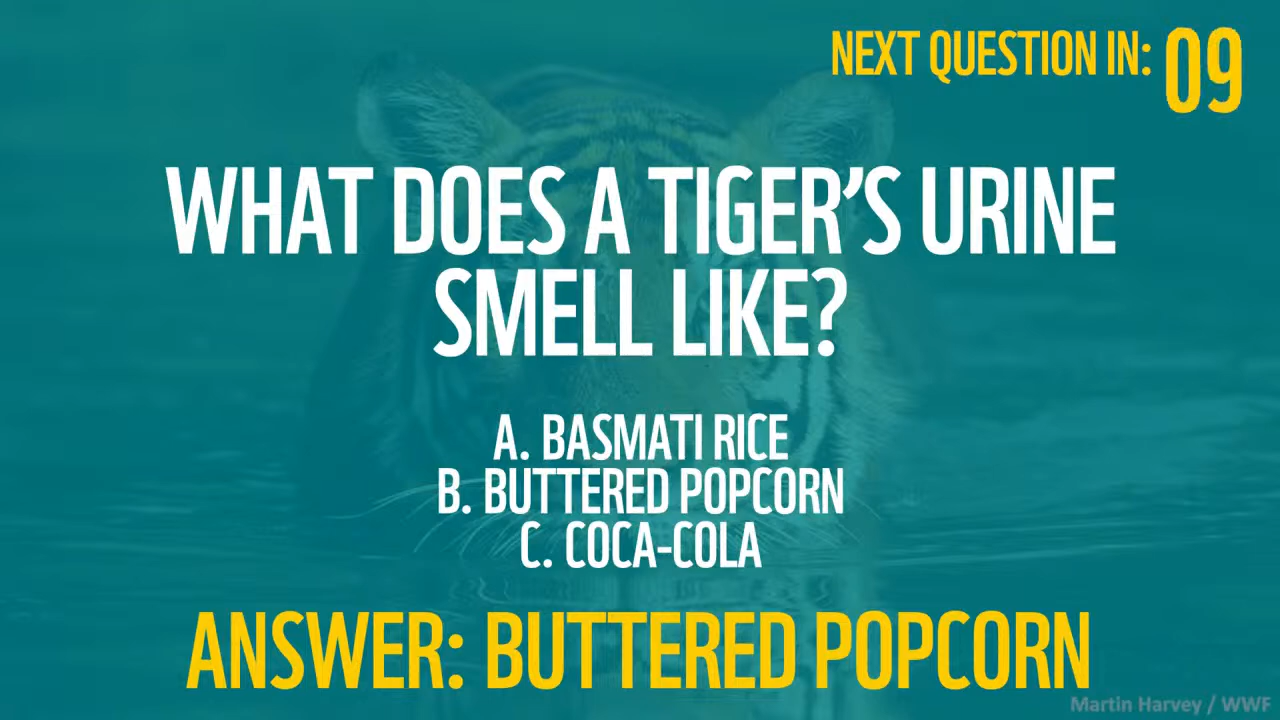 NEXT QUESTION IN: 09
WHAT DOES A TIGER'S URINE
SMELL LIKE?
A. BASMATI RICE
B. BUTTERED POPCORN
C. COCA-COLA
ANSWER: BUTTERED POPCORN
Martin Harvey / WWF